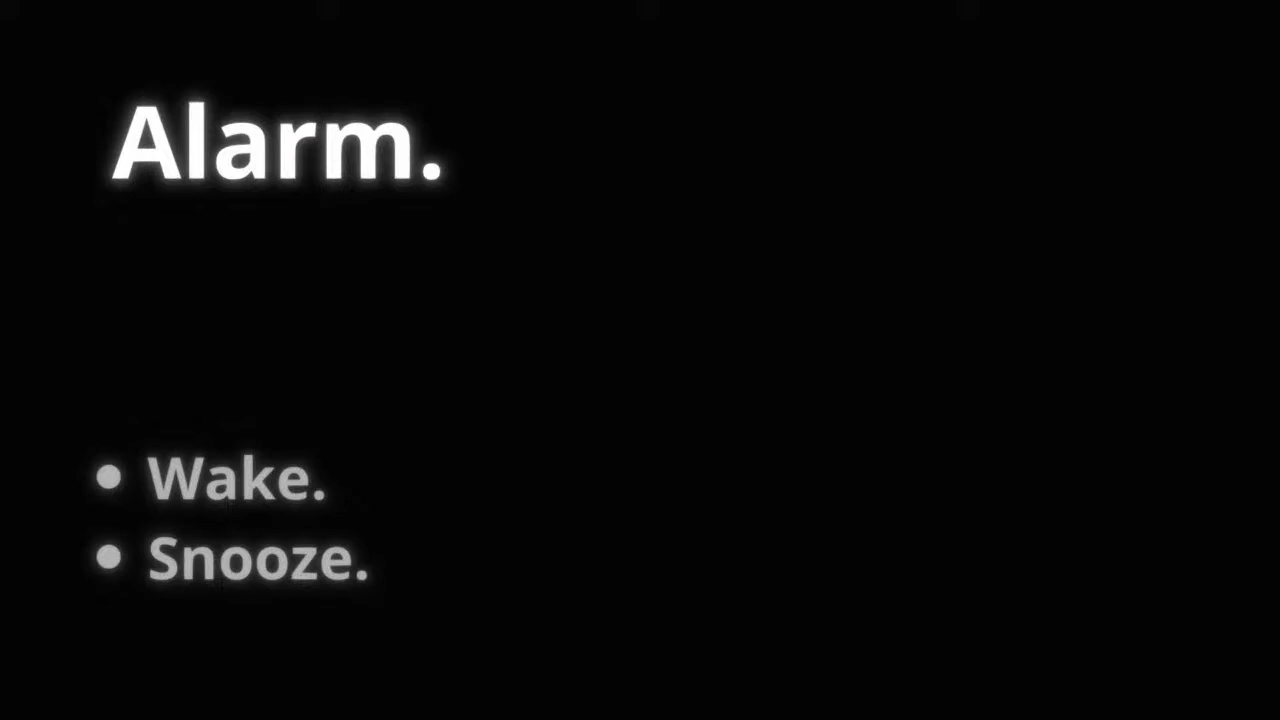 Alarm.
• Wake.
• Snooze.